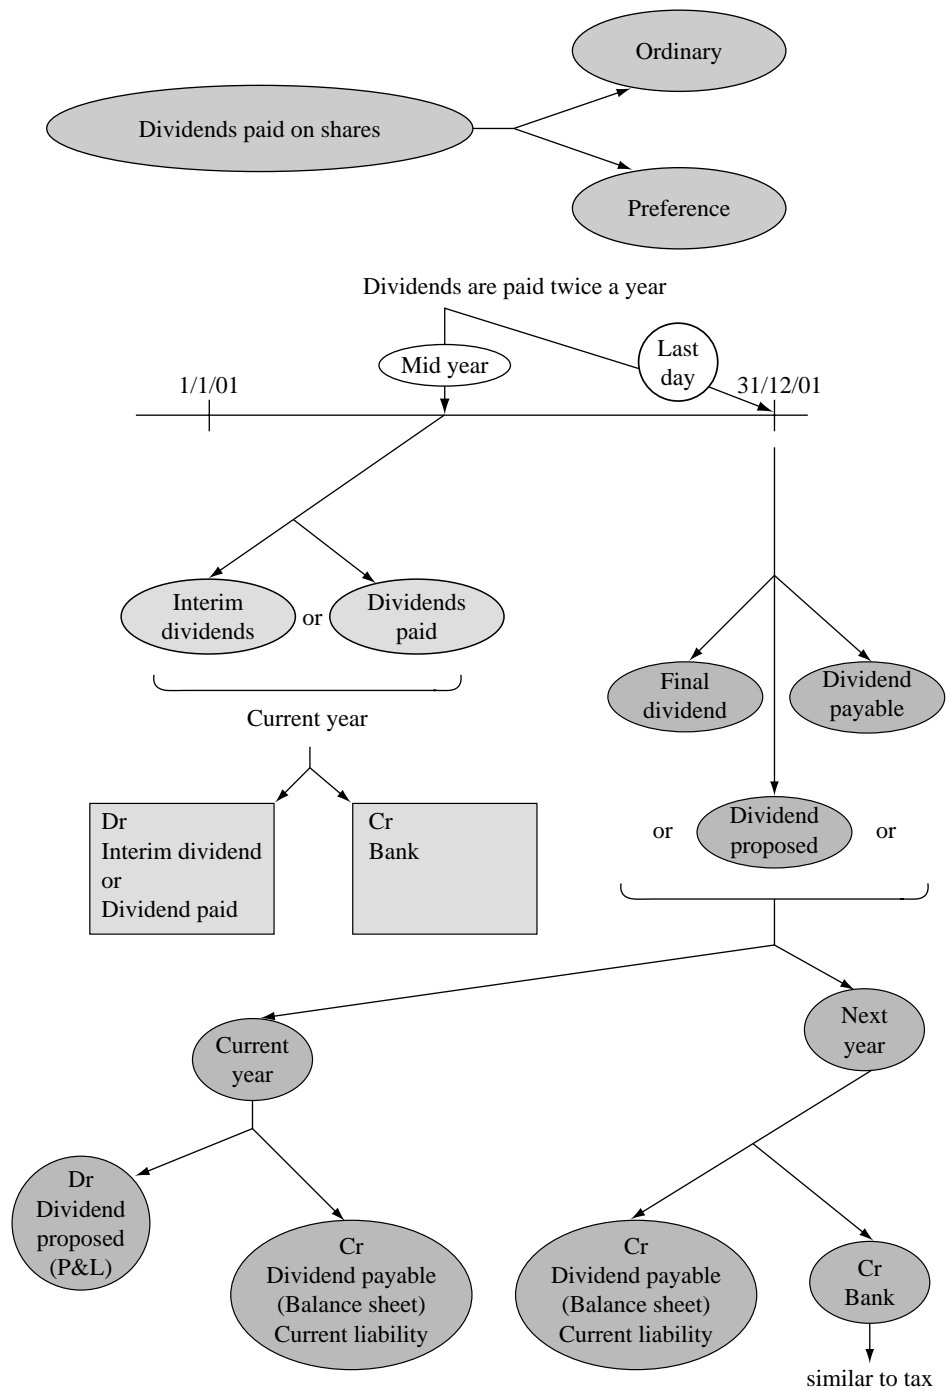 Ordinary
Dividends paid on shares
Preference
Dividends are paid twice a year
Mid year
Last
day
1/1/01
31/12/01
Interim
dividends
or
Dividends
paid
Final
dividend
Dividend
payable
Current year
Dr
Interim dividend
or
Dividend paid
Cr
Bank
or
Dividend
proposed
or
Current
year
Next
year
Dr
Dividend
proposed
(P&L)
Cr
Dividend payable
(Balance sheet)
Current liability
Cr
Dividend payable
(Balance sheet)
Current liability
Cr
Bank
similar to tax